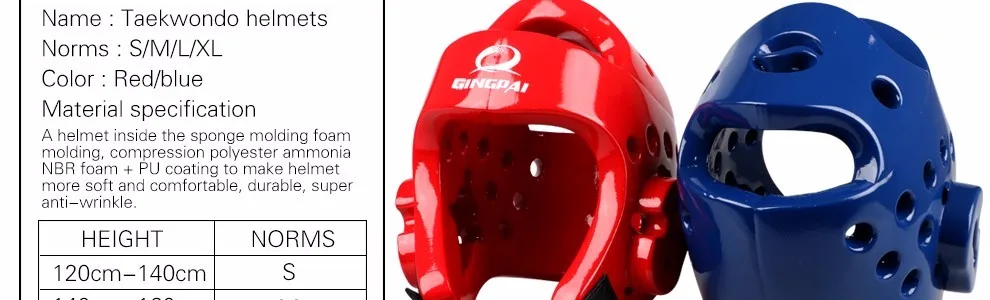 Name : Taekwondo helmets
Norms : S/M/L/XL
Color : Red/blue
Material specification
A helmet inside the sponge molding foam
molding, compression polyester ammonia
NBR foam + PU coating to make helmet
more soft and comfortable, durable, super
anti-wrinkle.
HEIGHT NORMS
120cm-140cm S
GINGPAI